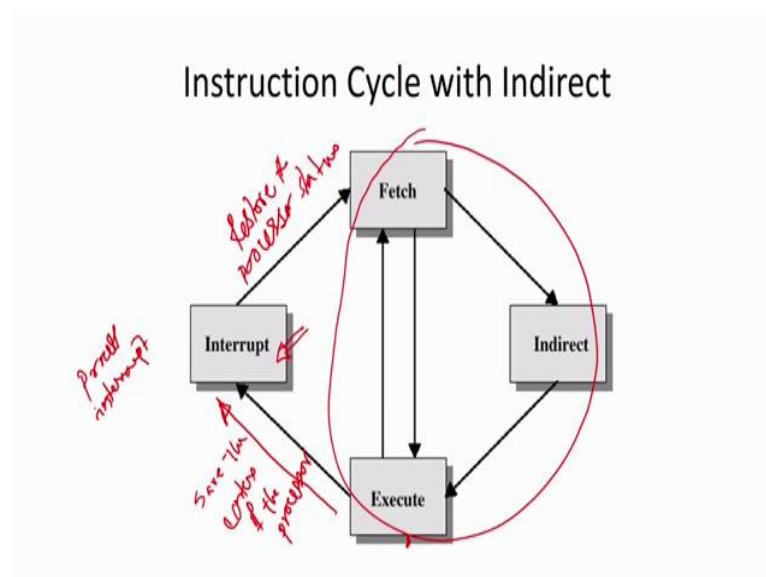 Instruction Cycle with Indirect
Restore the
processor status
Fetch
Interrupt
Indirect
Process
interrupt
Save the
of the
processor
Execute